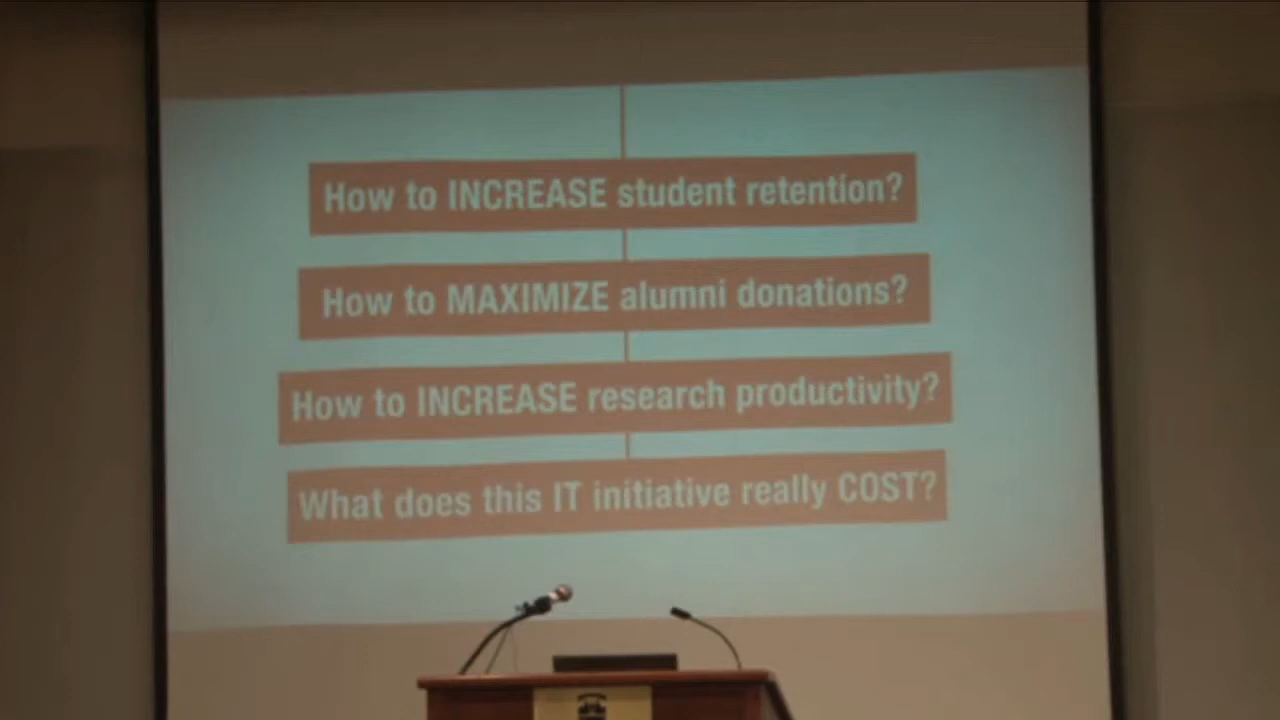 How to INCREASE student retention?
How to MAXIMIZE alumni donations?
How to INCREASE research productivity?
What does this IT initiative really COST?